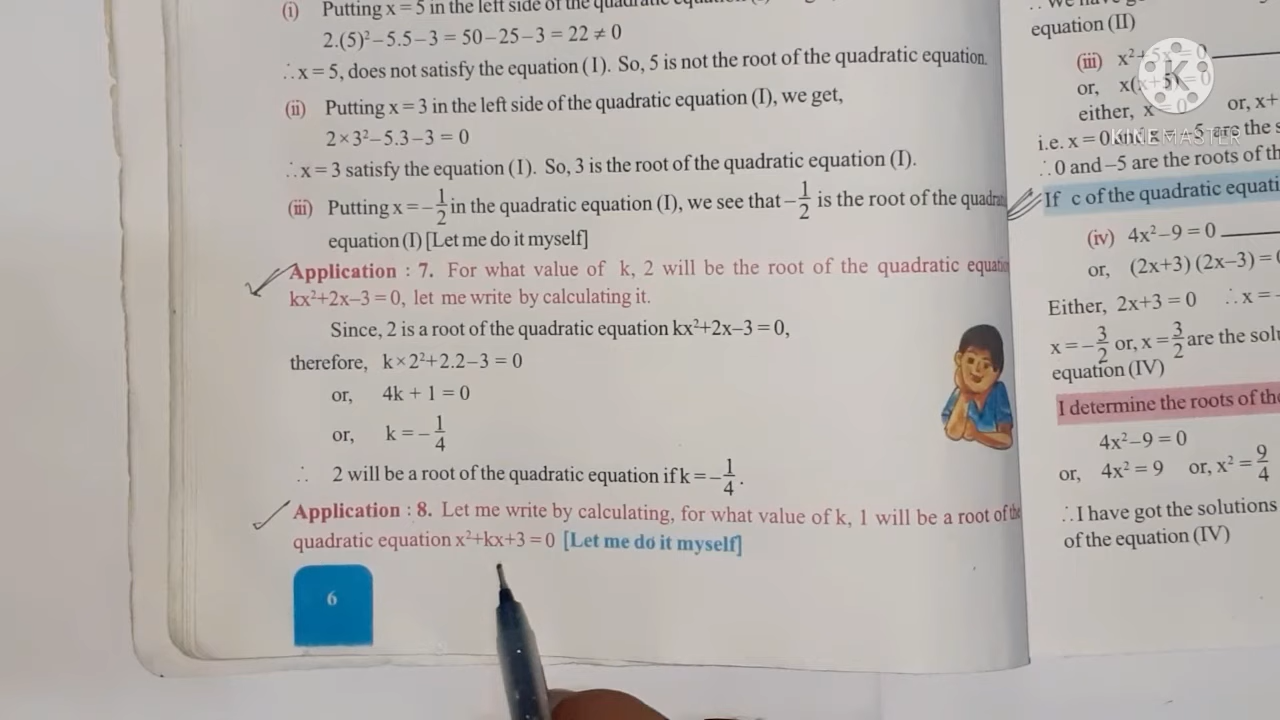 (i) Putting x = 5 in the left side of the quadratic
2.(5)²–5.5–3 = 50–25–3 = 22 ≠ 0
∴x = 5, does not satisfy the equation (I). So, 5 is not the root of the quadratic equation.
(ii) Putting x = 3 in the left side of the quadratic equation (I), we get,
2×3²–5.3–3 = 0
∴x = 3 satisfy the equation (I). So, 3 is the root of the quadratic equation (I).
(iii) Putting x = –1/2 in the quadratic equation (I), we see that –1/2 is the root of the
equation (I) [Let me do it myself]
Application : 7. For what value of k, 2 will be the root of the quadratic
kx²+2x–3 = 0, let me write by calculating it.
Since, 2 is a root of the quadratic equation kx²+2x–3 = 0,
therefore, k×2²+2.2–3 = 0
or, 4k + 1 = 0
or, k = –1/4
∴ 2 will be a root of the quadratic equation if k = –1/4.
Application : 8. Let me write by calculating, for what value of k, 1 will be a root of the
quadratic equation x²+kx+3 = 0 [Let me do it myself]
6
equation (II)
(iii) x²+5x = 0
or, x(x+5) = 0
either, x = 0 or, x+
i.e. x = 0 –5 are the
∴0 and –5 are the roots of
If c of the quadratic
(iv) 4x²–9 = 0
or, (2x+3) (2x–3) =
Either, 2x+3 = 0 ∴x =
x = –3/2 or, x = 3/2 are the
equation (IV)
I determine the roots of
4x²–9 = 0
or, 4x² = 9 or, x² = 9/4
∴I have got the solutions
of the equation (IV)
K
KINEMASTER